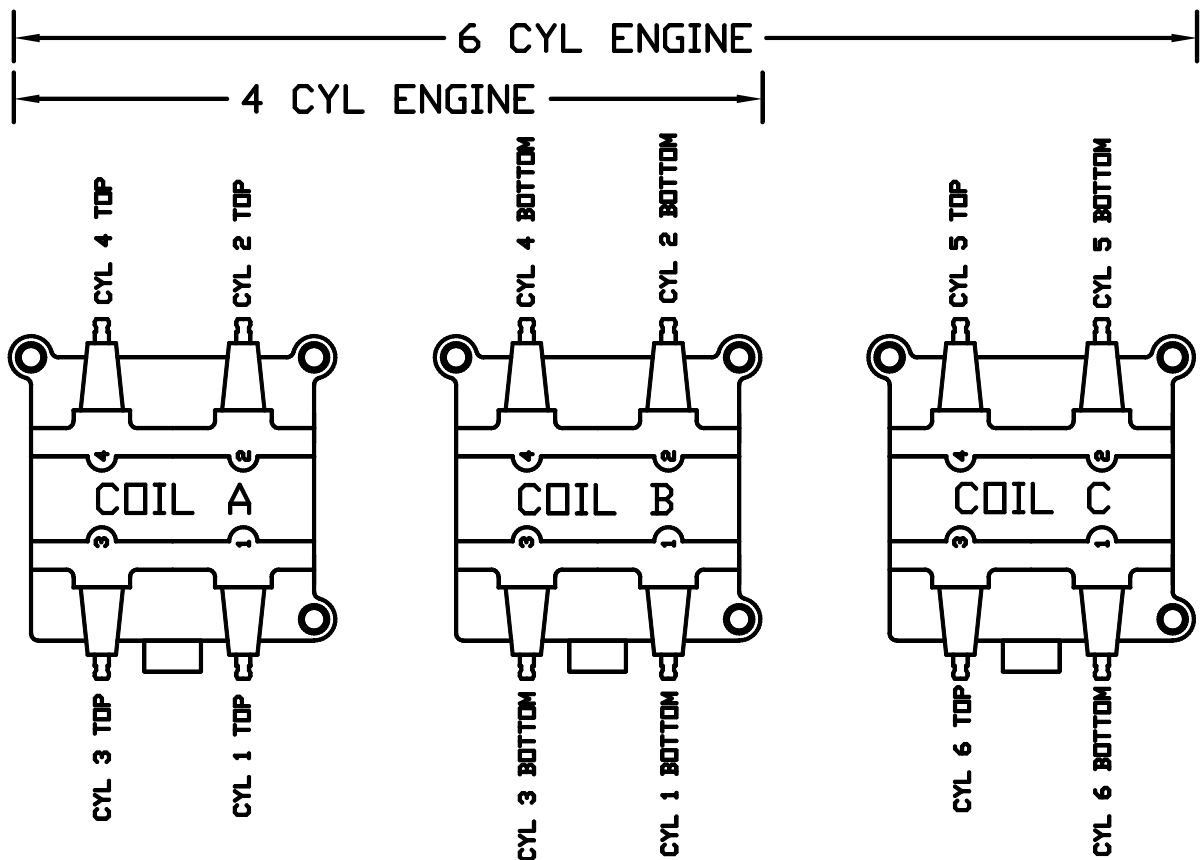 6 CYL ENGINE
4 CYL ENGINE
CYL 4 TOP
CYL 2 TOP
CYL 4 BOTTOM
CYL 2 BOTTOM
CYL 5 TOP
CYL 5 BOTTOM
4 2
4 2
4 2
COIL A
COIL B
COIL C
3 1
3 1
3 1
CYL 3 TOP
CYL 1 TOP
CYL 3 BOTTOM
CYL 1 BOTTOM
CYL 6 TOP
CYL 6 BOTTOM